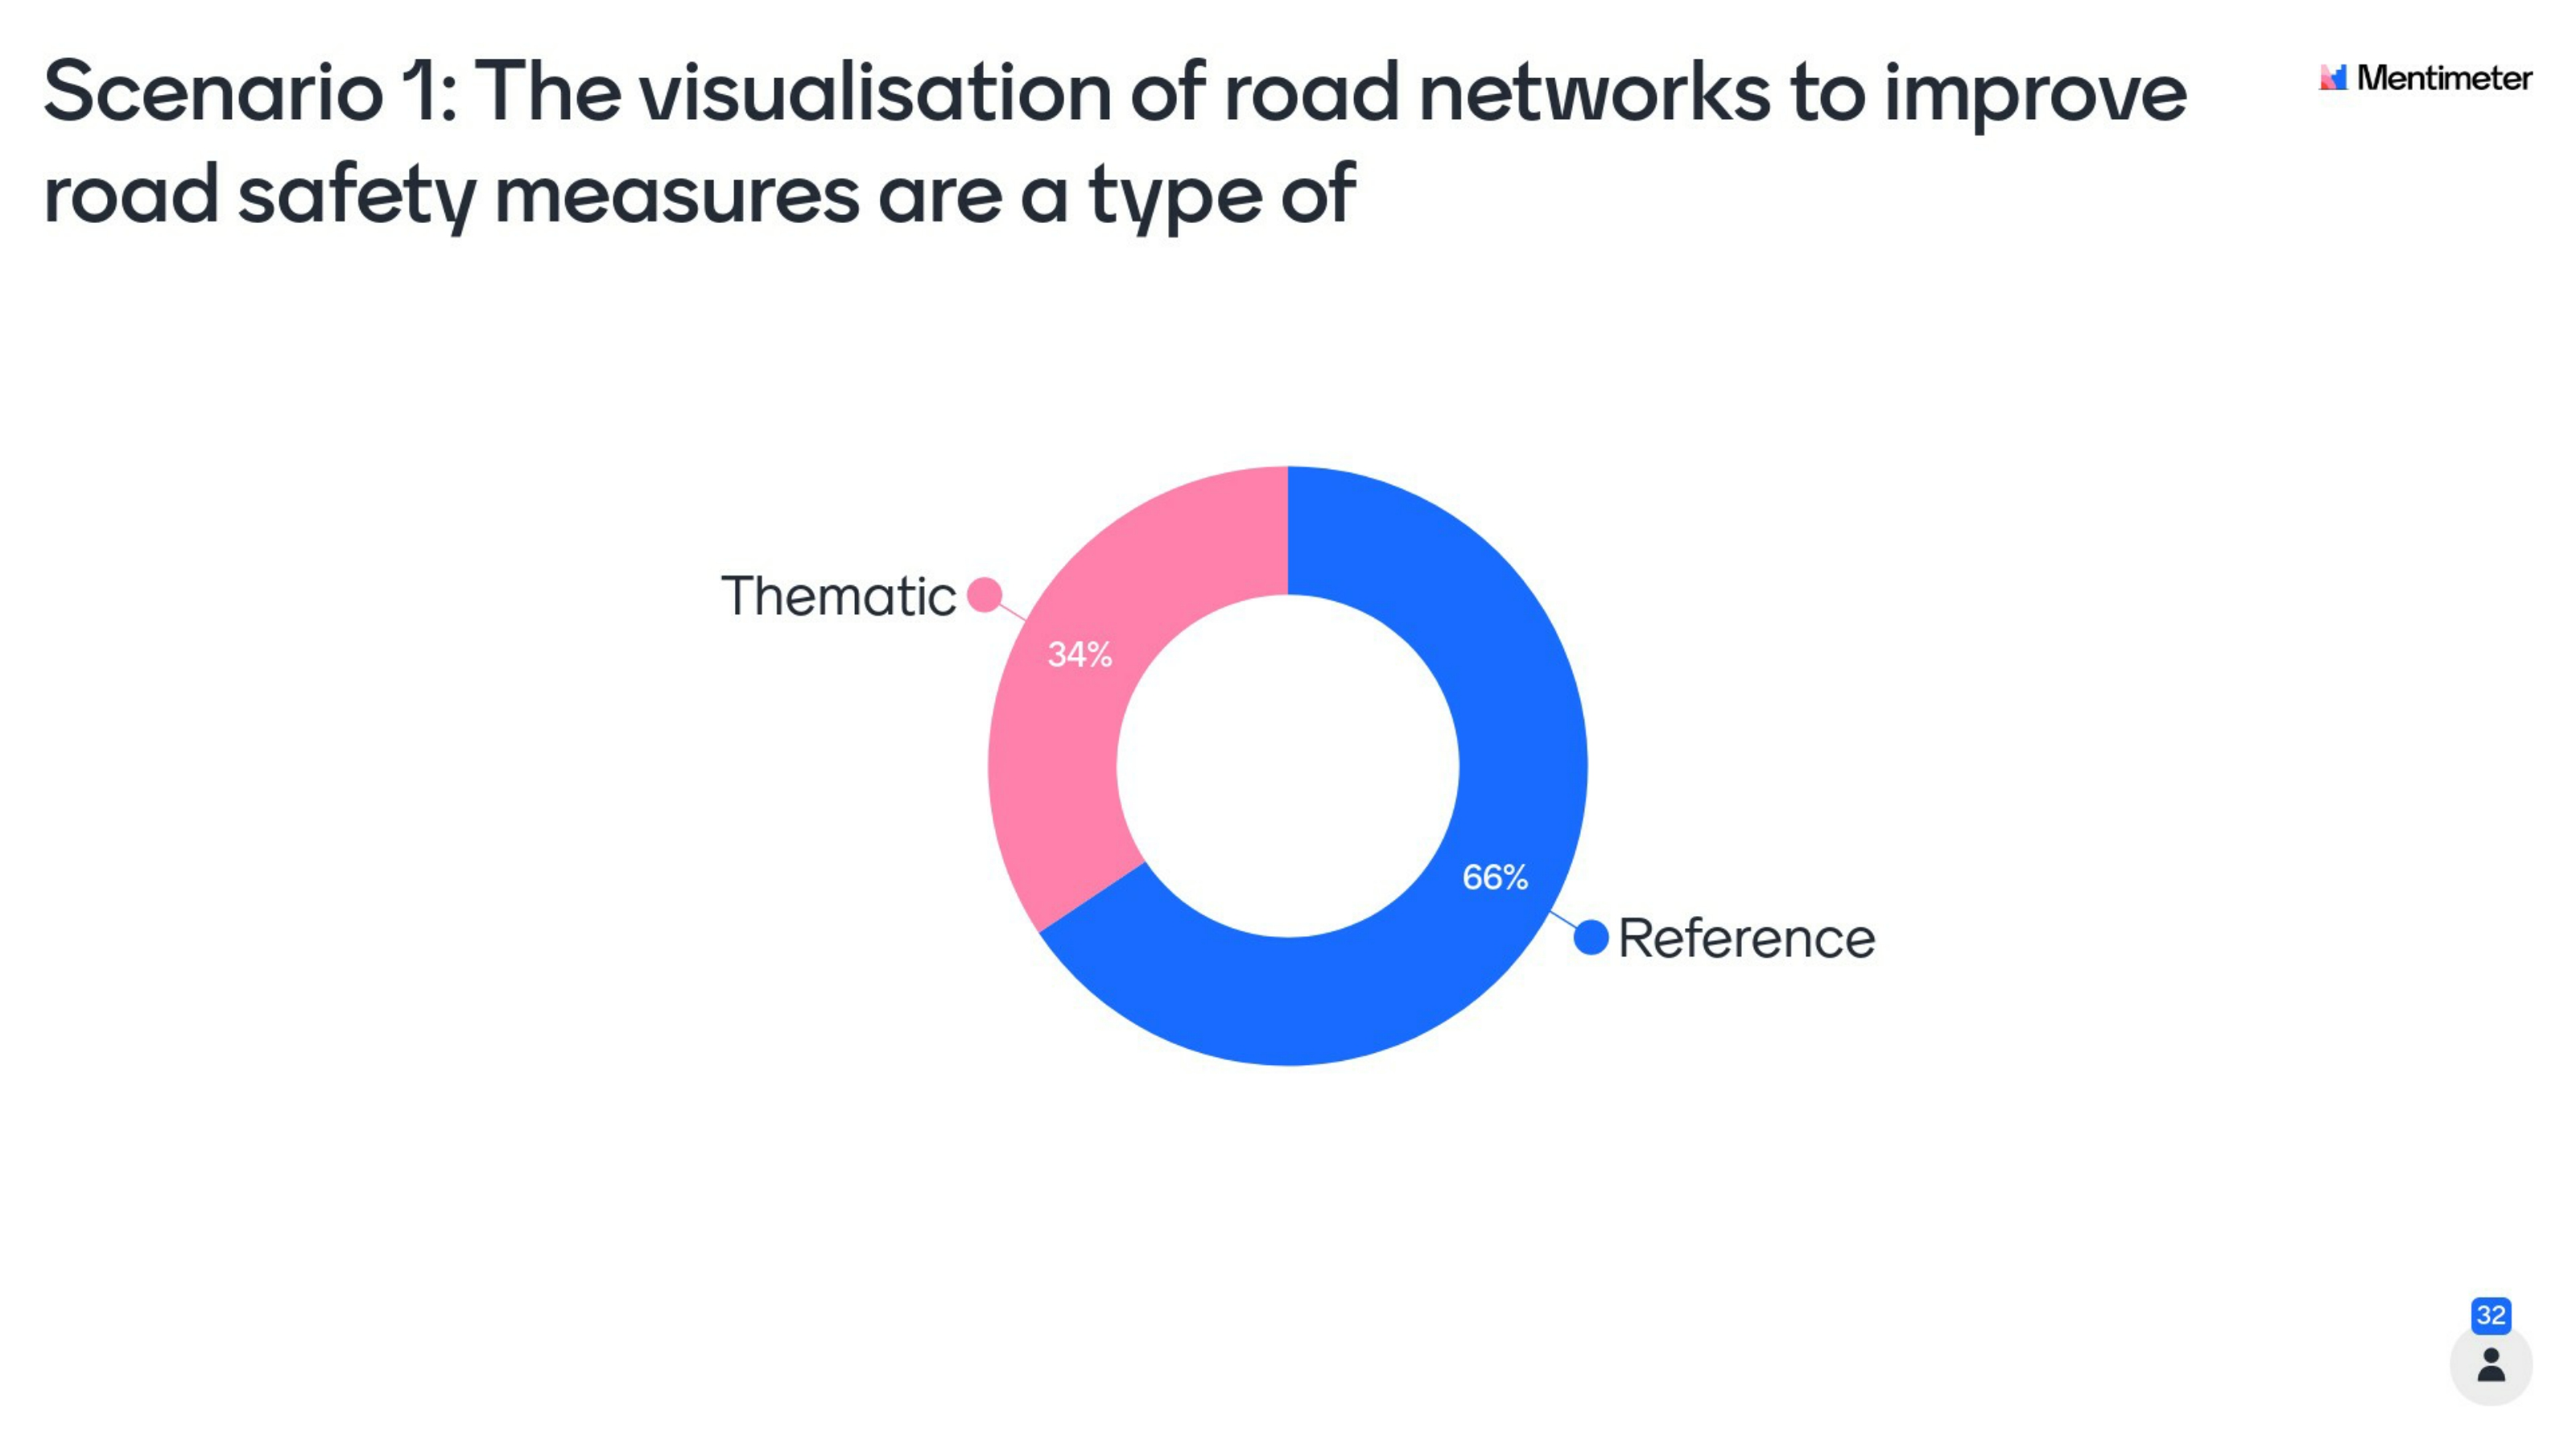 Scenario 1: The visualisation of road networks to improve
road safety measures are a type of
Mentimeter
Thematic
34%
66%
Reference
32